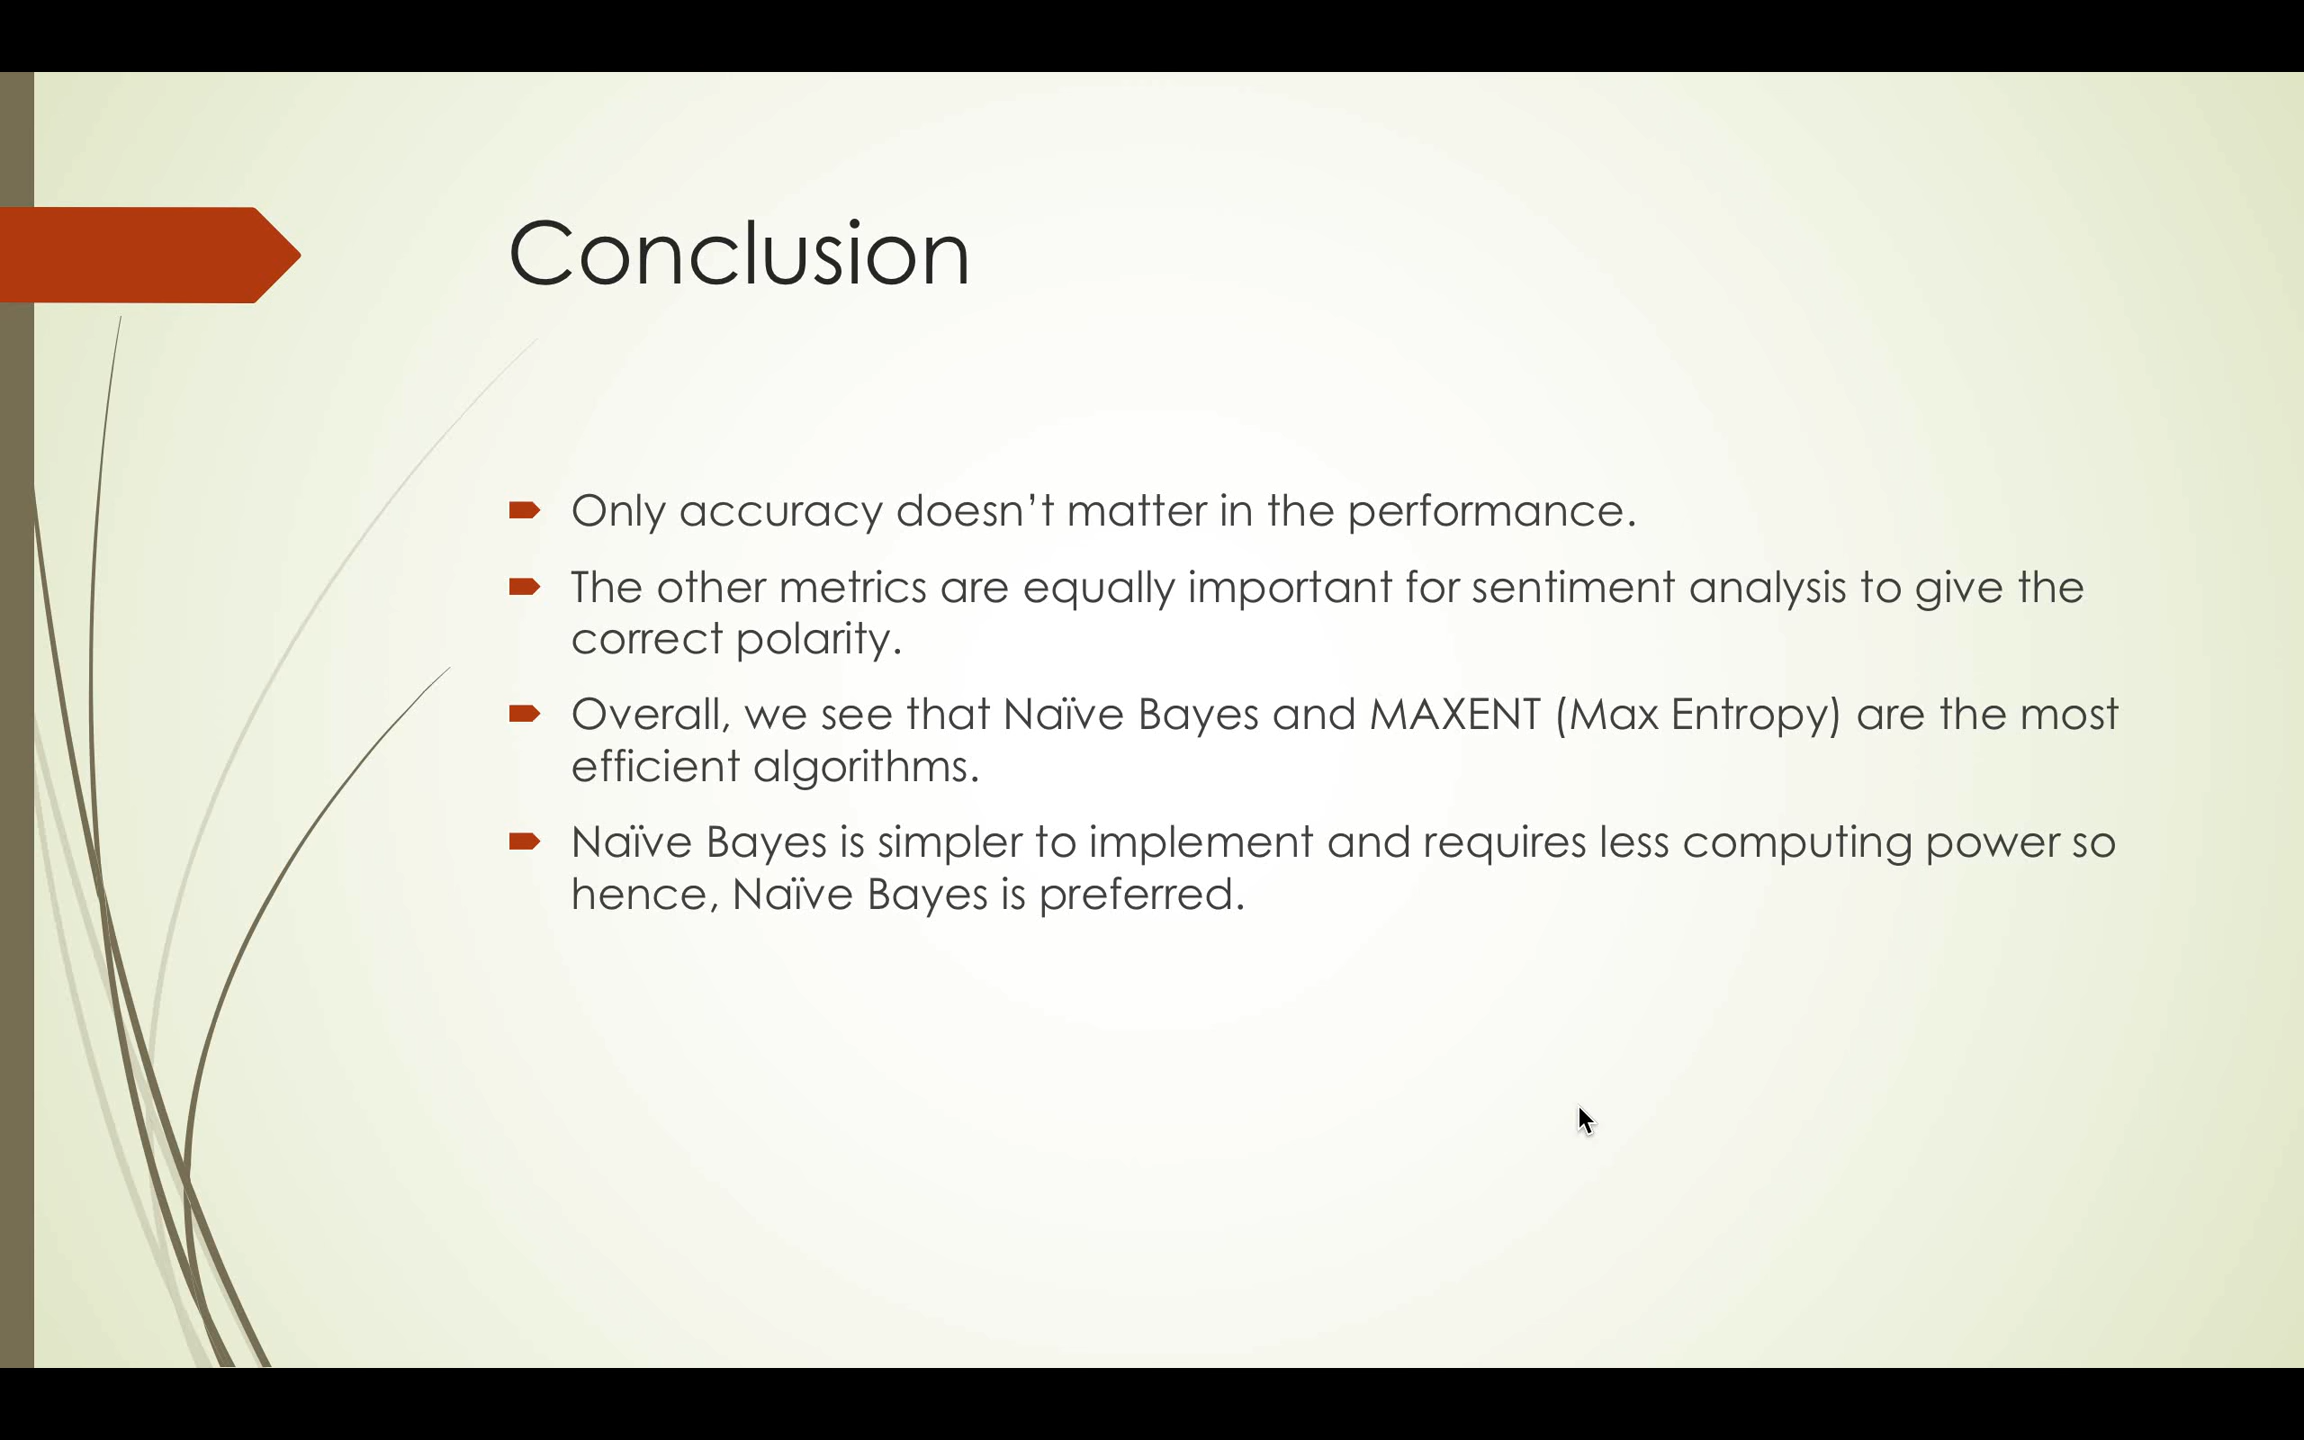 Conclusion
Only accuracy doesn’t matter in the performance.
The other metrics are equally important for sentiment analysis to give the
correct polarity.
Overall, we see that Naïve Bayes and MAXENT (Max Entropy) are the most
efficient algorithms.
Naïve Bayes is simpler to implement and requires less computing power so
hence, Naïve Bayes is preferred.